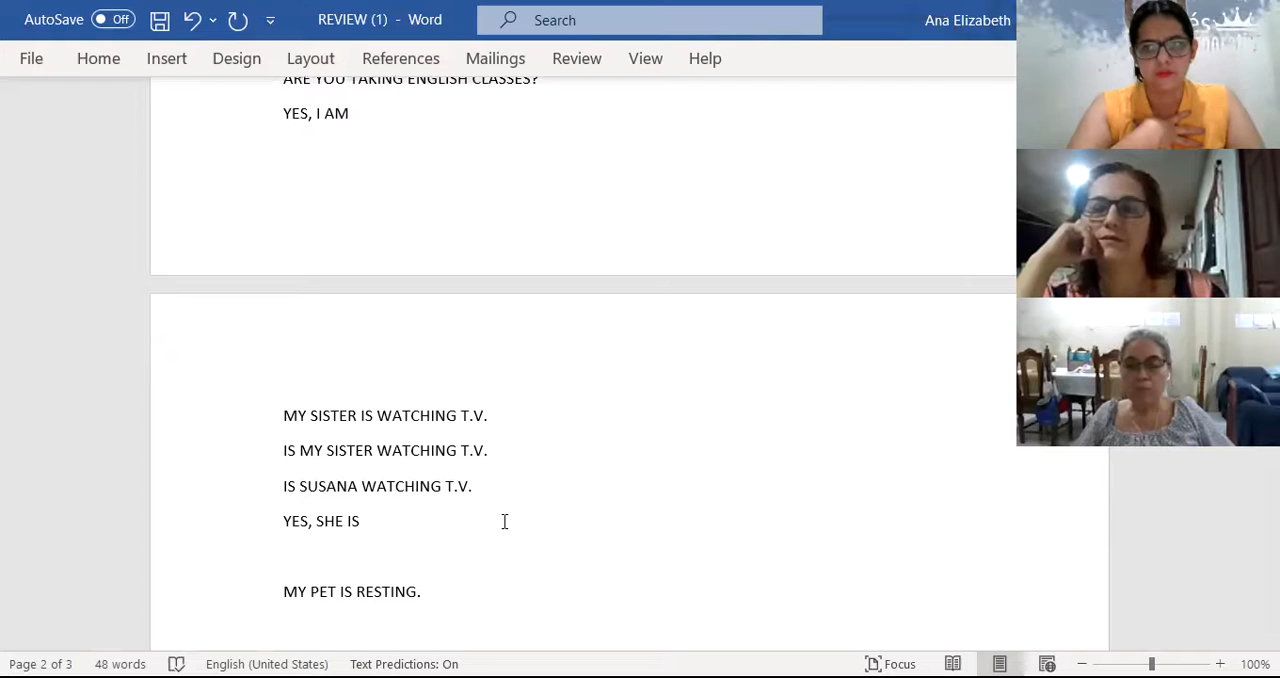 AutoSave Off REVIEW (1) - Word Search Ana Elizabeth
File Home Insert Design Layout References Mailings Review View Help
ARE YOU TAKING ENGLISH CLASSES?
YES, I AM
MY SISTER IS WATCHING T.V.
IS MY SISTER WATCHING T.V.
IS SUSANA WATCHING T.V.
YES, SHE IS
MY PET IS RESTING.
Page 2 of 3 48 words English (United States) Text Predictions: On Focus 100%